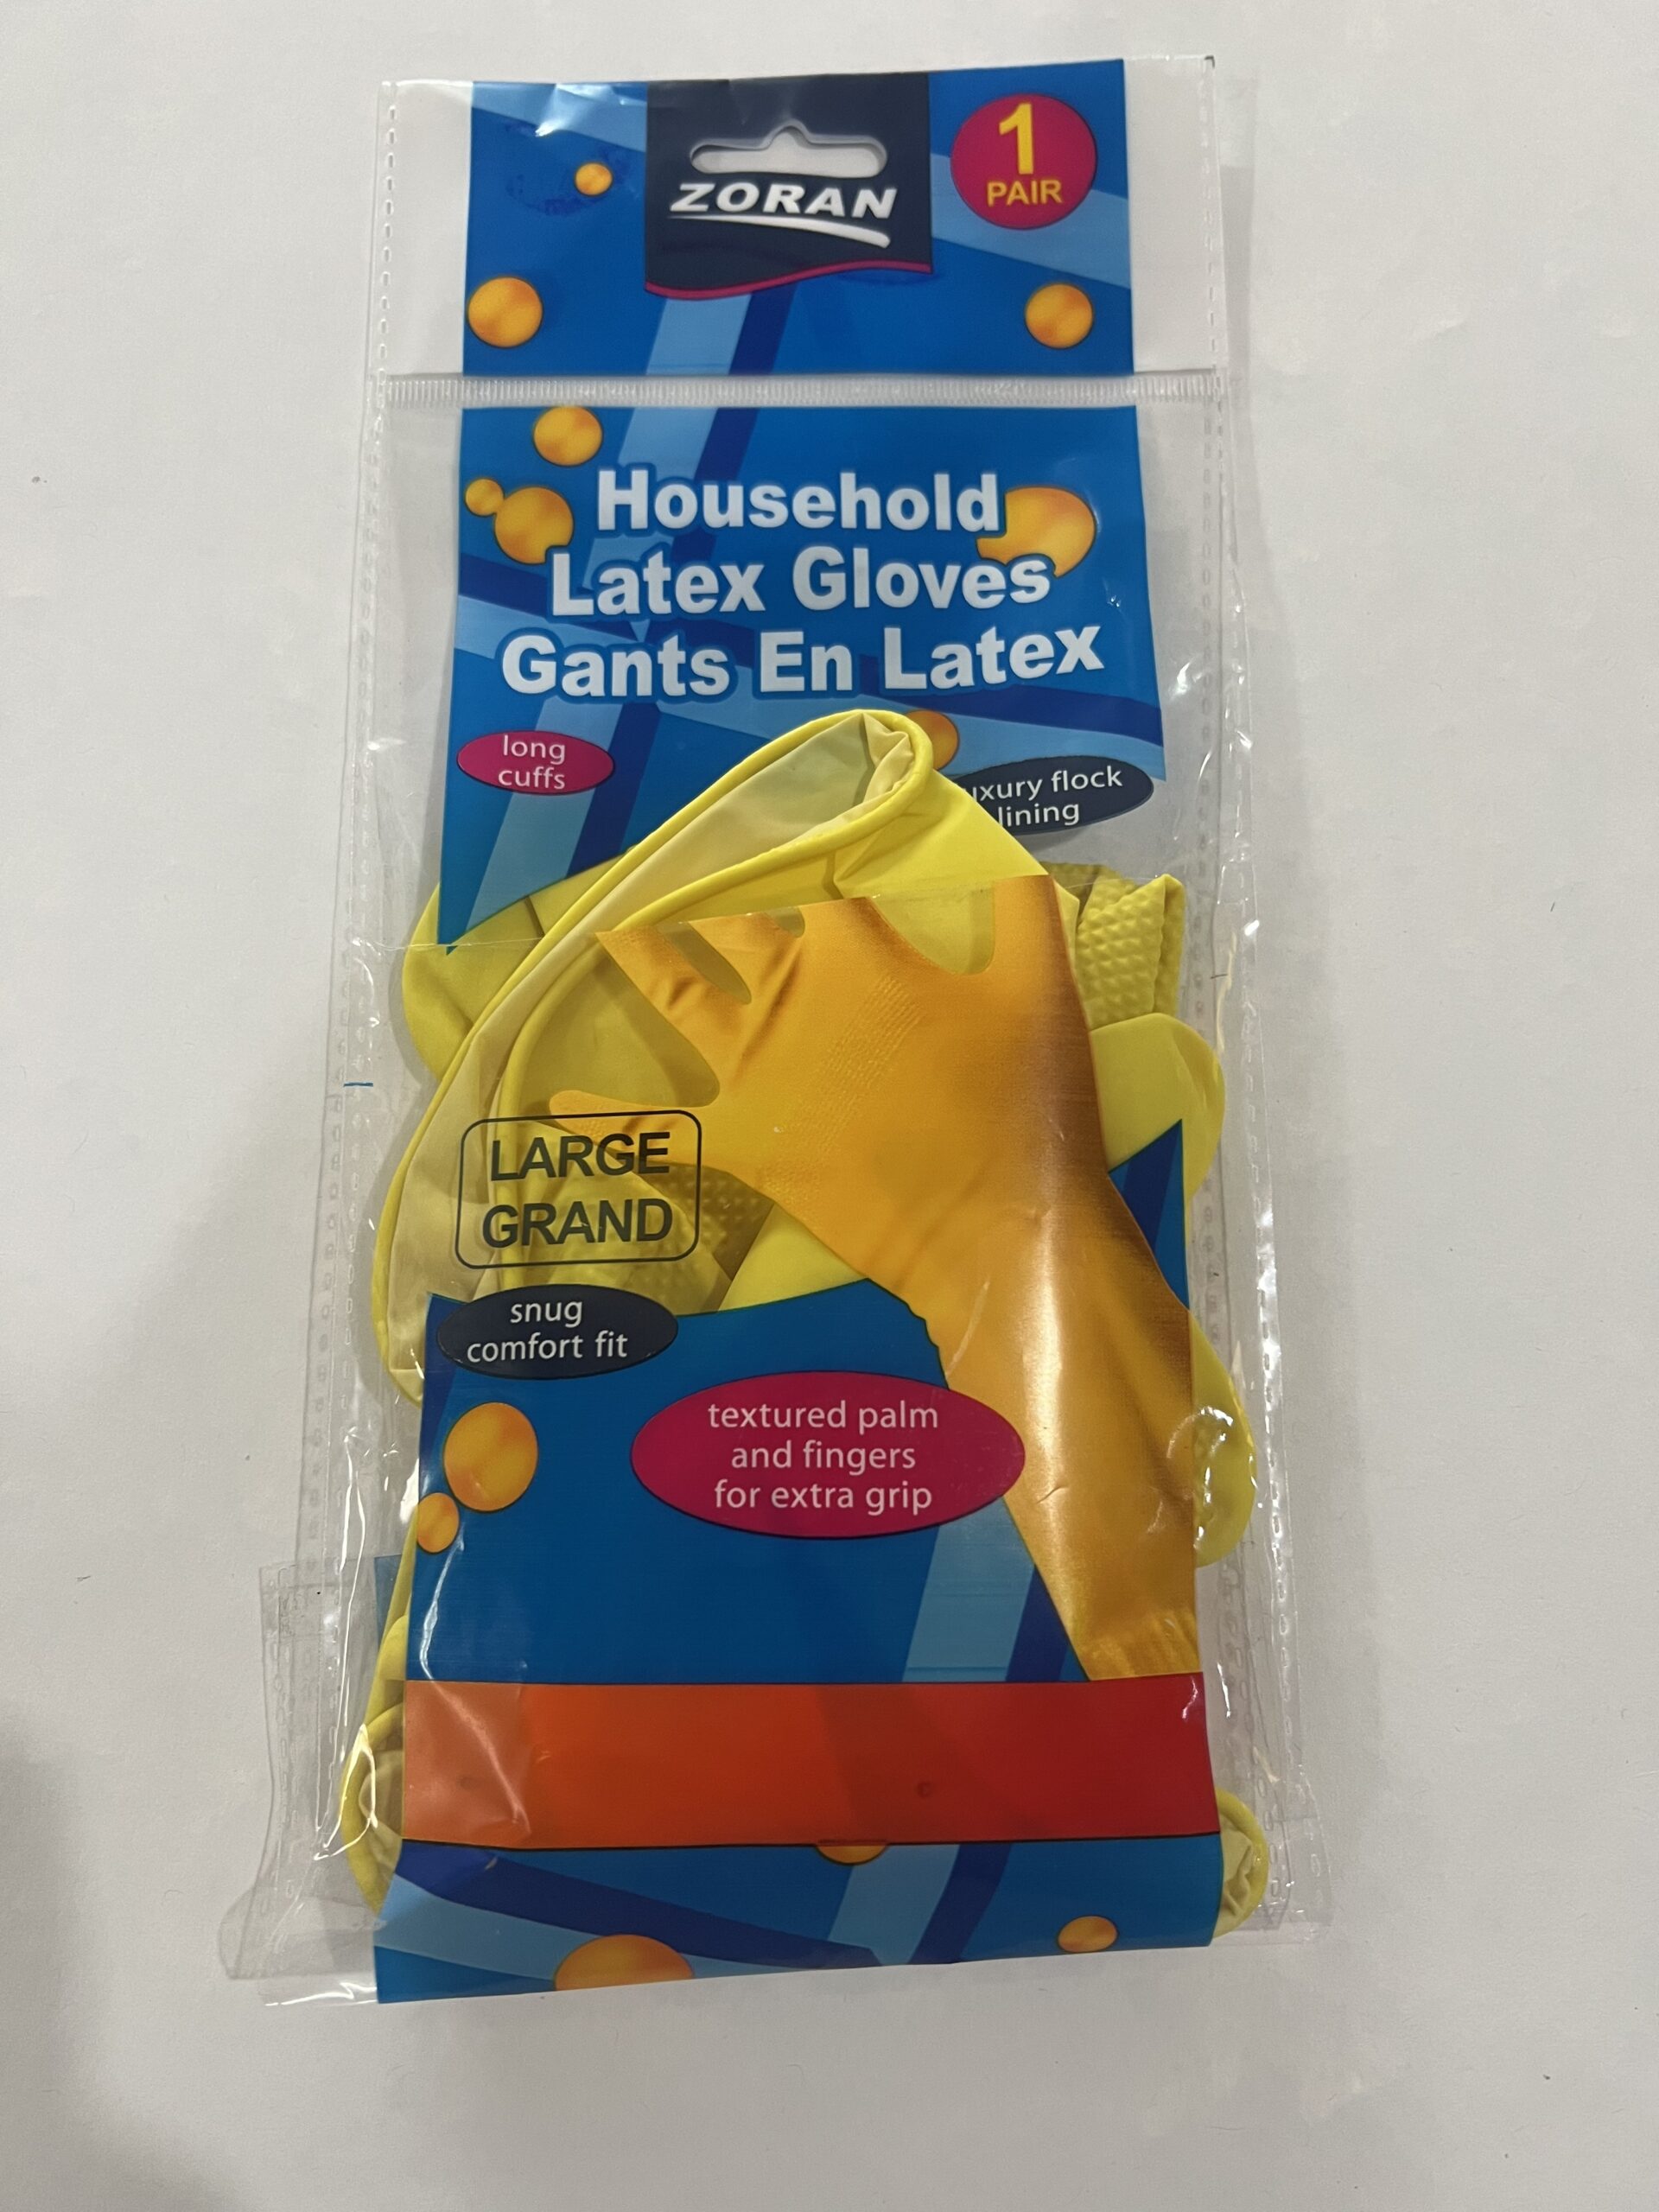 ZORAN
1
PAIR
Household
Latex Gloves
Gants En Latex
long
cuffs
flock
lining
LARGE
GRAND
snug
comfort fit
textured palm
and fingers
for extra grip